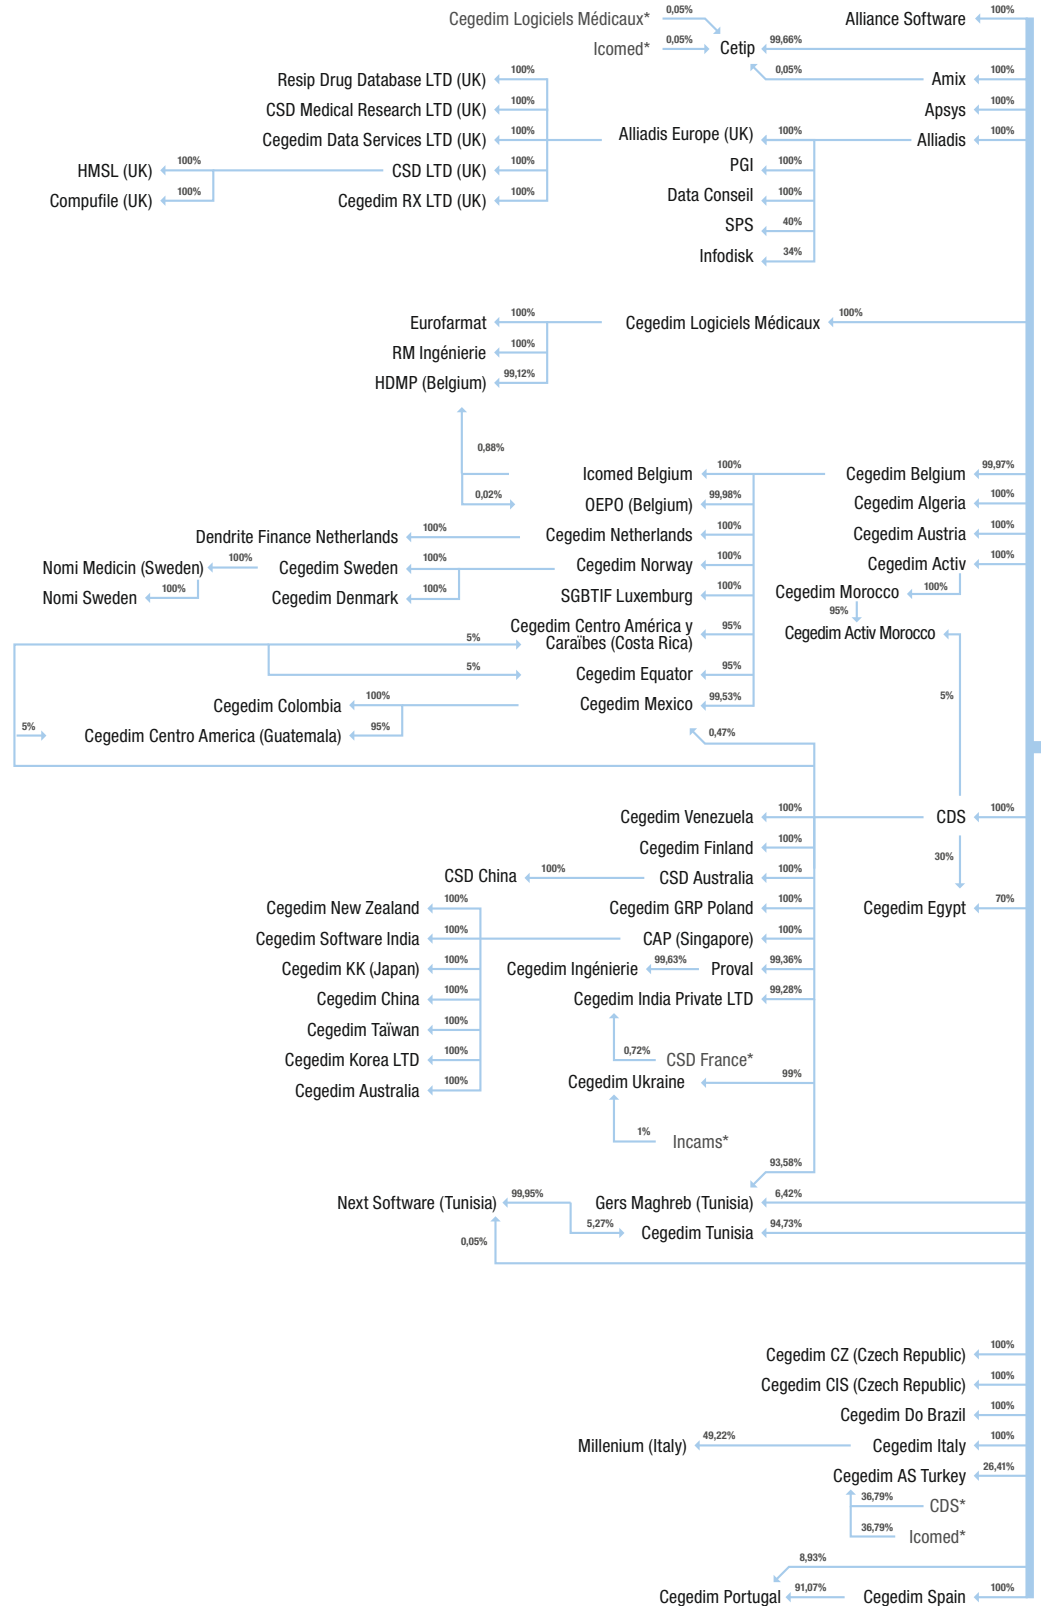 Cegedim Logiciels Médicaux* 0,05% Alliance Software 100%
Icomed* 0,05% Cetip 99,66%
Resip Drug Database LTD (UK) 100% 0,05% Amix 100%
CSD Medical Research LTD (UK) 100% Apsys 100%
Cegedim Data Services LTD (UK) 100% Alliadis Europe (UK) 100% Alliadis 100%
HMSL (UK) 100% CSD LTD (UK) 100% PGI 100%
Compufile (UK) 100% Cegedim RX LTD (UK) 100% Data Conseil 100%
SPS 40%
Infodisk 34%
Eurofarmat 100% Cegedim Logiciels Médicaux 100%
RM Ingénierie 100%
HDMP (Belgium) 99,12%
0,88%
Icomed Belgium 100% Cegedim Belgium 99,97%
0,02% OEPO (Belgium) 99,98% Cegedim Algeria 100%
Dendrite Finance Netherlands 100% Cegedim Netherlands 100% Cegedim Austria 100%
Nomi Medicin (Sweden) 100% Cegedim Sweden 100% Cegedim Norway 100% Cegedim Activ 100%
Nomi Sweden 100% Cegedim Denmark 100% SGBTIF Luxemburg 100% Cegedim Morocco 100%
95%
5% Cegedim Centro América y
Caraïbes (Costa Rica) 95% Cegedim Activ Morocco
5% Cegedim Equator 95%
Cegedim Colombia 100% Cegedim Mexico 99,53% 5%
5% Cegedim Centro America (Guatemala) 95% 0,47%
Cegedim Venezuela 100% CDS 100%
Cegedim Finland 100% 30%
CSD China 100% CSD Australia 100%
Cegedim New Zealand 100% Cegedim GRP Poland 100% Cegedim Egypt 70%
Cegedim Software India 100% CAP (Singapore) 100%
Cegedim KK (Japan) 100% Cegedim Ingénierie 99,63% Proval 99,36%
Cegedim China 100% Cegedim India Private LTD 99,28%
Cegedim Taïwan 100%
Cegedim Korea LTD 100% 0,72% CSD France*
Cegedim Australia 100% Cegedim Ukraine 99%
1% Incams*
93,58%
Next Software (Tunisia) 99,95% Gers Maghreb (Tunisia) 6,42%
0,05% 5,27% Cegedim Tunisia 94,73%
Cegedim CZ (Czech Republic) 100%
Cegedim CIS (Czech Republic) 100%
Cegedim Do Brazil 100%
Millenium (Italy) 49,22% Cegedim Italy 100%
Cegedim AS Turkey 26,41%
36,79% CDS*
36,79% Icomed*
8,93%
Cegedim Portugal 91,07% Cegedim Spain 100%